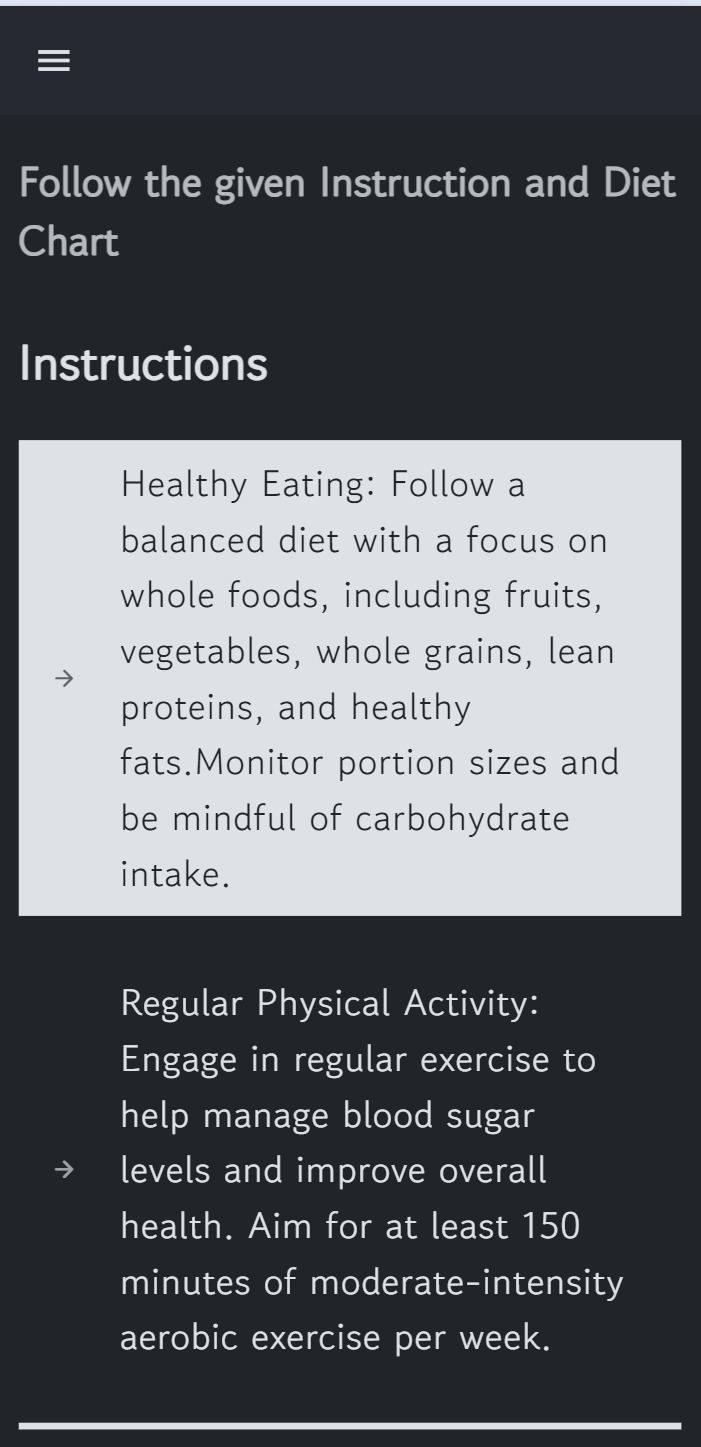 Follow the given Instruction and Diet
Chart
Instructions
Healthy Eating: Follow a
balanced diet with a focus on
whole foods, including fruits,
vegetables, whole grains, lean
proteins, and healthy
fats.Monitor portion sizes and
be mindful of carbohydrate
intake.
Regular Physical Activity:
Engage in regular exercise to
help manage blood sugar
levels and improve overall
health. Aim for at least 150
minutes of moderate-intensity
aerobic exercise per week.